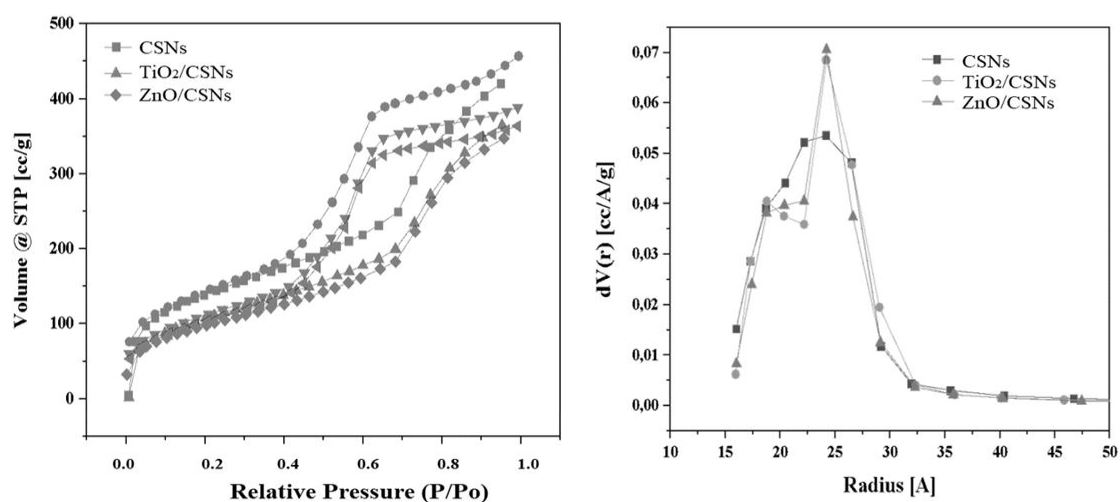 500
400
300
200
100
0
Volume @ STP [cc/g]
CSNs
TiO₂/CSNs
ZnO/CSNs
0.0 0.2 0.4 0.6 0.8 1.0
Relative Pressure (P/Po)
0,07
0,06
0,05
0,04
0,03
0,02
0,01
0,00
dV(r) [cc/A/g]
CSNs
TiO₂/CSNs
ZnO/CSNs
10 15 20 25 30 35 40 45 50
Radius [A]